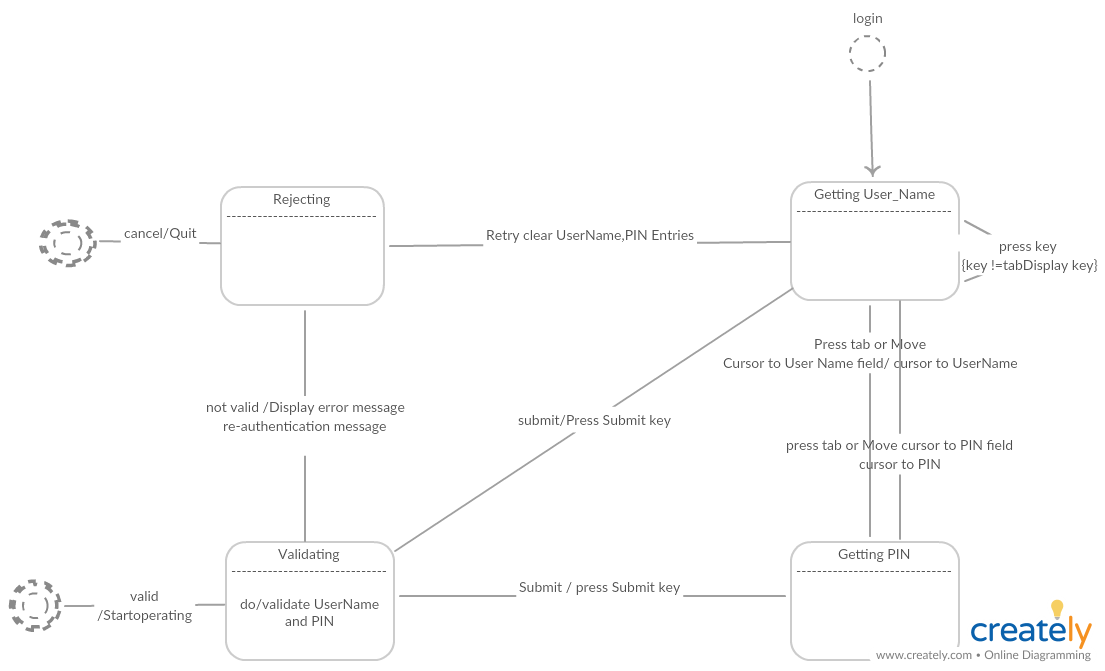 login
Rejecting
Getting User_Name
cancel/Quit
Retry clear UserName,PIN Entries
press key
{key !=tabDisplay key}
Press tab or Move
Cursor to User Name field/ cursor to UserName
not valid /Display error message
re-authentication message
submit/Press Submit key
press tab or Move cursor to PIN field
cursor to PIN
Validating
Getting PIN
valid
/Startoperating
do/validate UserName
and PIN
Submit / press Submit key
creately
www.creately.com • Online Diagramming